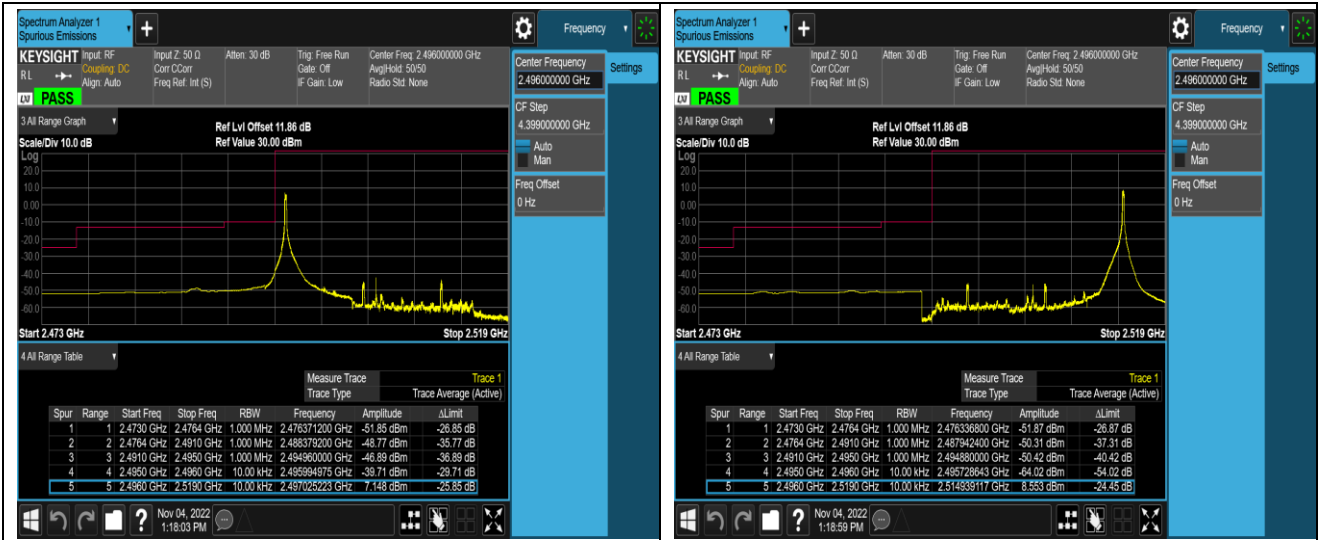 Spectrum Analyzer 1
Spurious Emissions
Frequency
KEYSIGHT Input: RF Input Z: 50 Ω Atten: 30 dB Trig: Free Run Center Freq: 2.496000000 GHz
Coupling: DC Corr CCorr Gate: Off Avg|Hold: 50/50
RL Align: Auto Freq Ref: Int (S) IF Gain: Low Radio Std: None
PASS
Center Frequency
2.496000000 GHz
Settings
CF Step
4.399000000 GHz
Auto
Man
Freq Offset
0 Hz
3 All Range Graph
Ref Lvl Offset 11.86 dB
Scale/Div 10.0 dB Ref Value 30.00 dBm
Log
20.0
10.0
0.00
-10.0
-20.0
-30.0
-40.0
-50.0
-60.0
Start 2.473 GHz Stop 2.519 GHz
4 All Range Table
Measure Trace Trace 1
Trace Type Trace Average (Active)
Spur Range Start Freq Stop Freq RBW Frequency Amplitude ΔLimit
1 1 2.4730 GHz 2.4764 GHz 1.000 MHz 2.476371200 GHz -51.85 dBm -26.85 dB
2 2 2.4764 GHz 2.4910 GHz 1.000 MHz 2.488379200 GHz -48.77 dBm -35.77 dB
3 3 2.4910 GHz 2.4950 GHz 1.000 MHz 2.494960000 GHz -46.89 dBm -36.89 dB
4 4 2.4950 GHz 2.4960 GHz 10.00 kHz 2.495994975 GHz -39.71 dBm -29.71 dB
5 5 2.4960 GHz 2.5190 GHz 10.00 kHz 2.497025223 GHz 7.148 dBm -25.85 dB
Nov 04, 2022
1:18:03 PM
Spectrum Analyzer 1
Spurious Emissions
Frequency
KEYSIGHT Input: RF Input Z: 50 Ω Atten: 30 dB Trig: Free Run Center Freq: 2.496000000 GHz
Coupling: DC Corr CCorr Gate: Off Avg|Hold: 50/50
RL Align: Auto Freq Ref: Int (S) IF Gain: Low Radio Std: None
PASS
Center Frequency
2.496000000 GHz
Settings
CF Step
4.399000000 GHz
Auto
Man
Freq Offset
0 Hz
3 All Range Graph
Ref Lvl Offset 11.86 dB
Scale/Div 10.0 dB Ref Value 30.00 dBm
Log
20.0
10.0
0.00
-10.0
-20.0
-30.0
-40.0
-50.0
-60.0
Start 2.473 GHz Stop 2.519 GHz
4 All Range Table
Measure Trace Trace 1
Trace Type Trace Average (Active)
Spur Range Start Freq Stop Freq RBW Frequency Amplitude ΔLimit
1 1 2.4730 GHz 2.4764 GHz 1.000 MHz 2.476336800 GHz -51.87 dBm -26.87 dB
2 2 2.4764 GHz 2.4910 GHz 1.000 MHz 2.487942400 GHz -50.31 dBm -37.31 dB
3 3 2.4910 GHz 2.4950 GHz 1.000 MHz 2.494880000 GHz -50.42 dBm -40.42 dB
4 4 2.4950 GHz 2.4960 GHz 10.00 kHz 2.495728643 GHz -64.02 dBm -54.02 dB
5 5 2.4960 GHz 2.5190 GHz 10.00 kHz 2.514939117 GHz 8.553 dBm -24.45 dB
Nov 04, 2022
1:18:59 PM